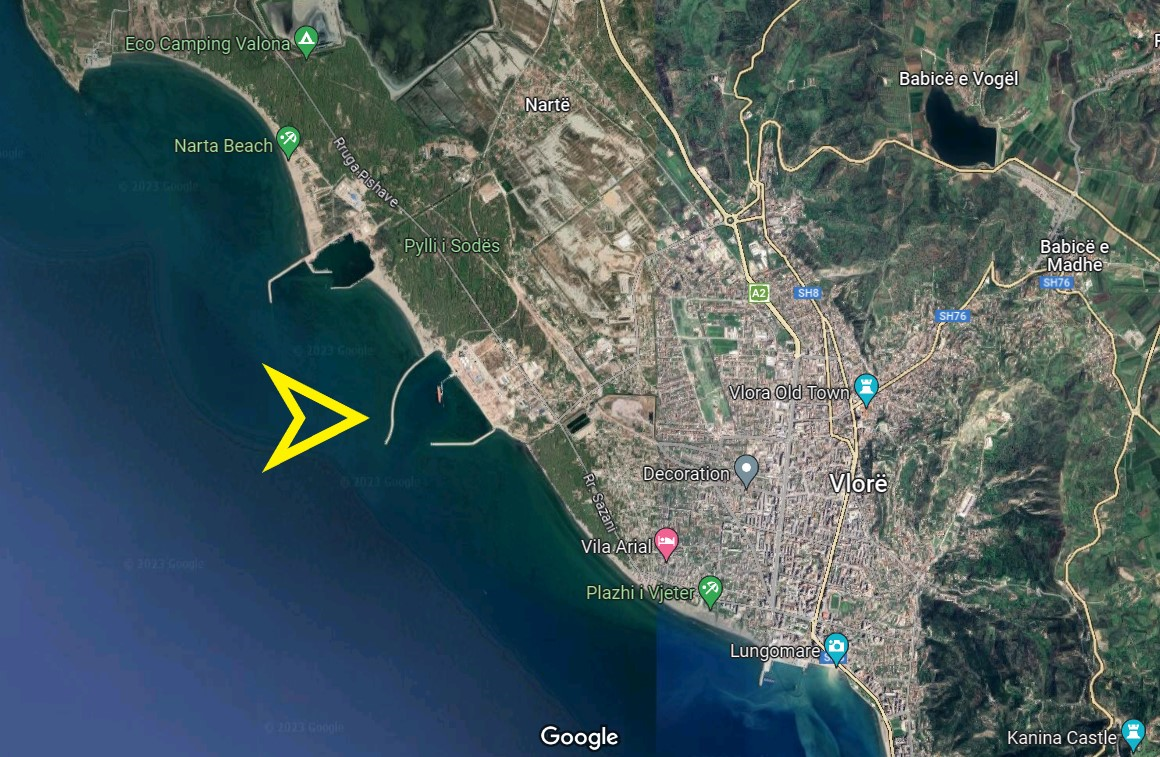 Eco Camping Valona
Narta Beach
Rruga Pishave
Nartë
Babicë e Vogël
Pylli i Sodës
Babicë e
Madhe
SH76
A2
SH8
SH76
Vlora Old Town
Decoration
Vlorë
Rr. Sazani
Vila Arial
Plazhi i Vjeter
Lungomare
Kanina Castle
Google
© 2023 Google
© 2023 Google
© 2023 Google
© 2023 Google
© 2023 Google